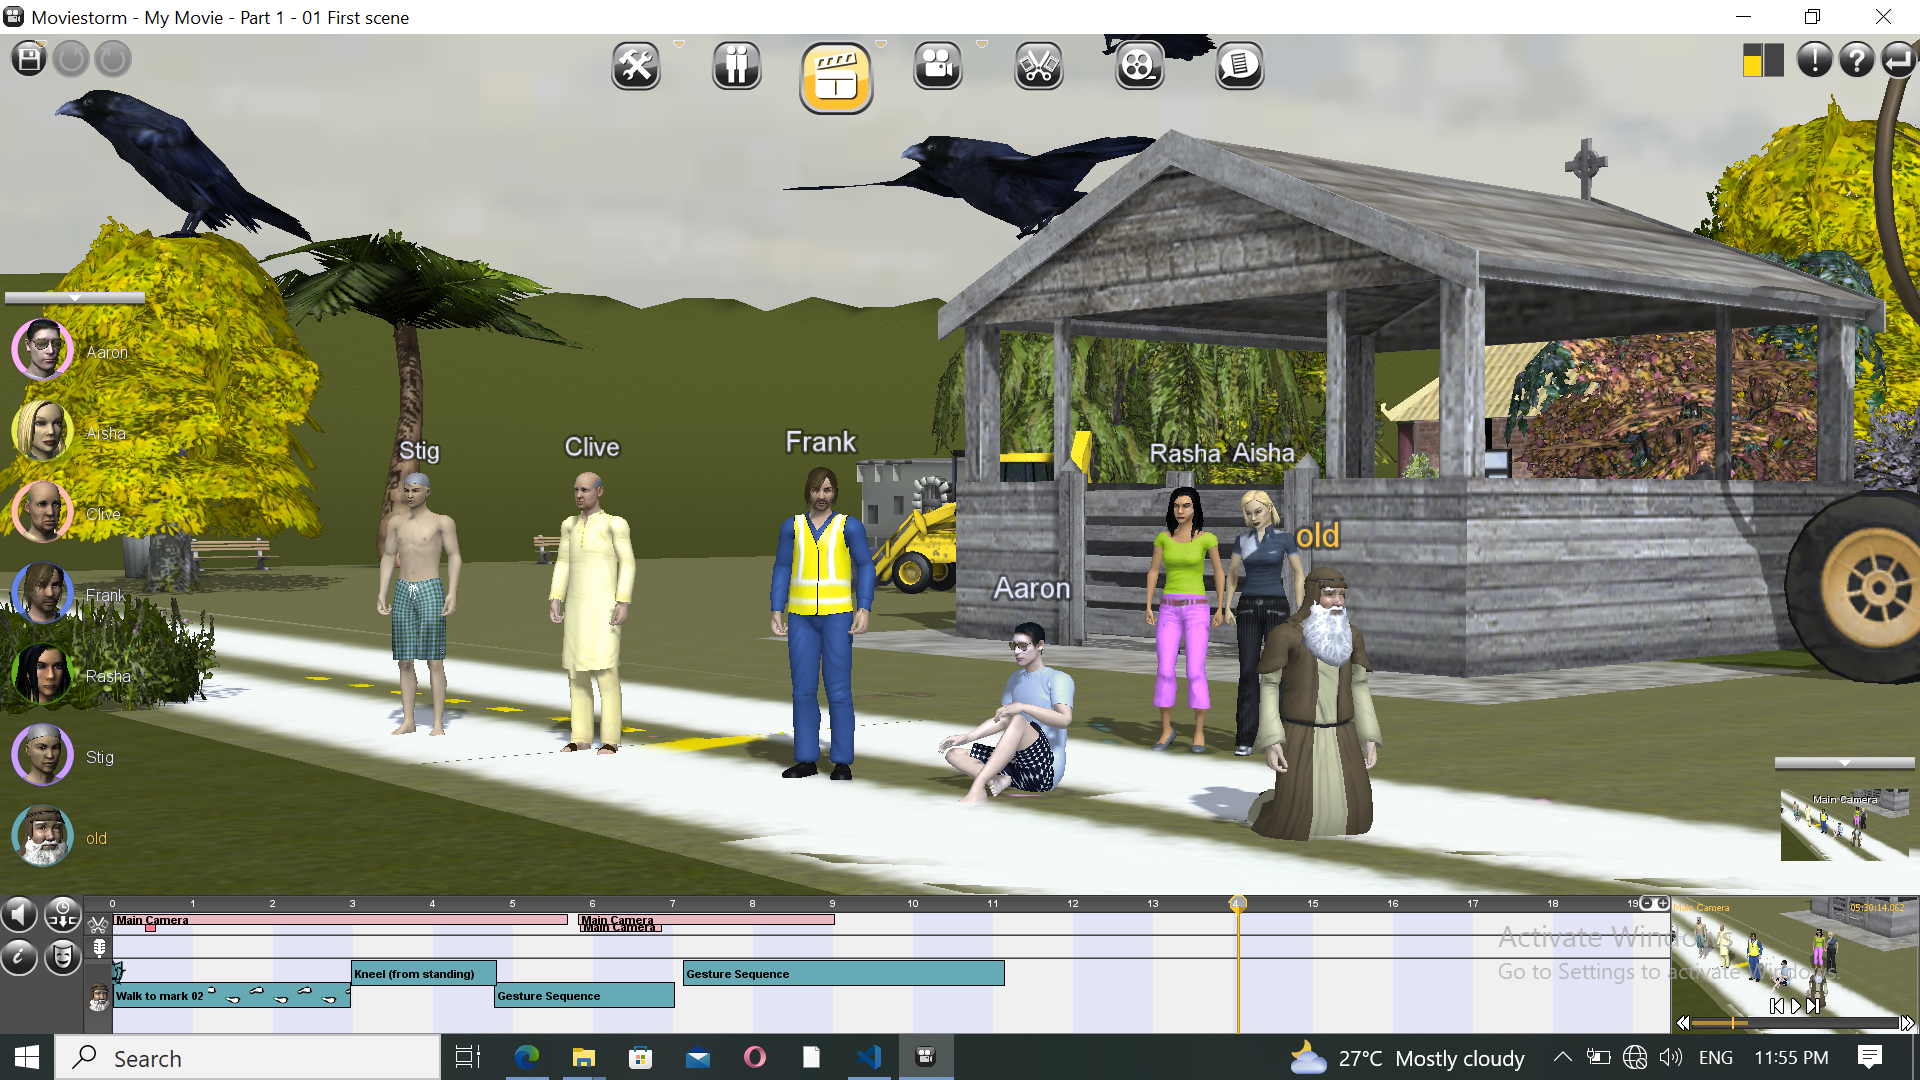 Moviestorm - My Movie - Part 1 - 01 First scene
Aaron
Aisha
Clive
Frank
Rasha
Stig
old
Stig
Clive
Frank
Aaron
Rasha Aisha
old
Main Camera
0 1 2 3 4 5 6 7 8 9 10 11 12 13 14 15 16 17 18 19
Main Camera
Main Camera
Main Camera
Kneel (from standing)
Gesture Sequence
Walk to mark 02
Gesture Sequence
Main Camera
05:30:14.062
Activate Windows
Go to Settings to activate Windows.
Search
27°C Mostly cloudy
ENG
11:55 PM